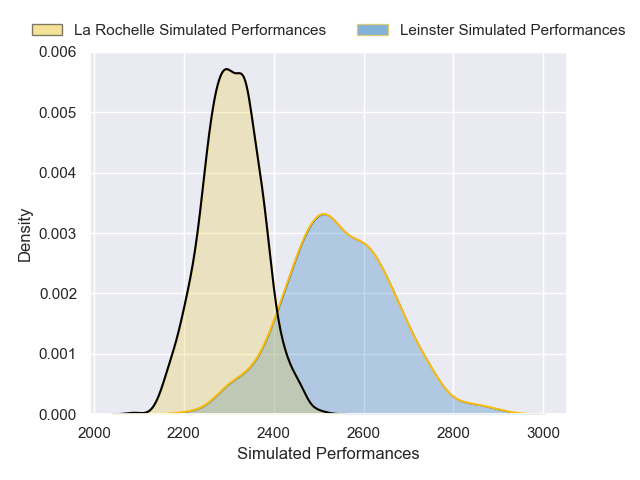 La Rochelle Simulated Performances Leinster Simulated Performances
0.006
0.005
0.004
0.003
0.002
0.001
0.000
Density
2000 2200 2400 2600 2800 3000
Simulated Performances